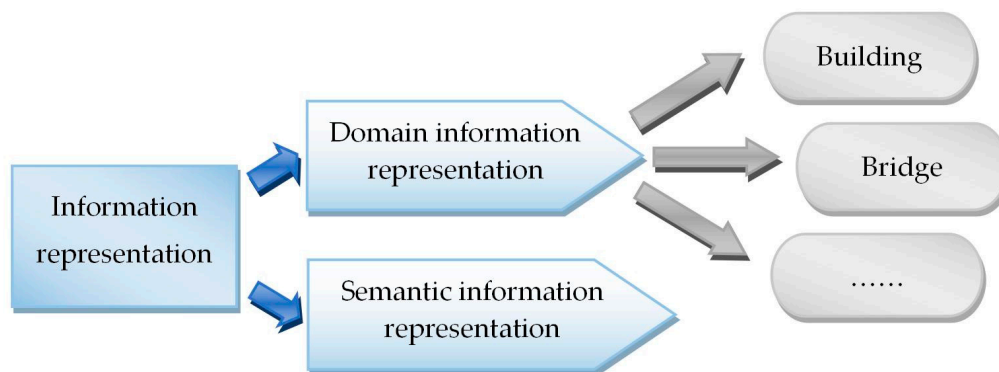 Information
representation
Domain information
representation
Semantic information
representation
Building
Bridge
......